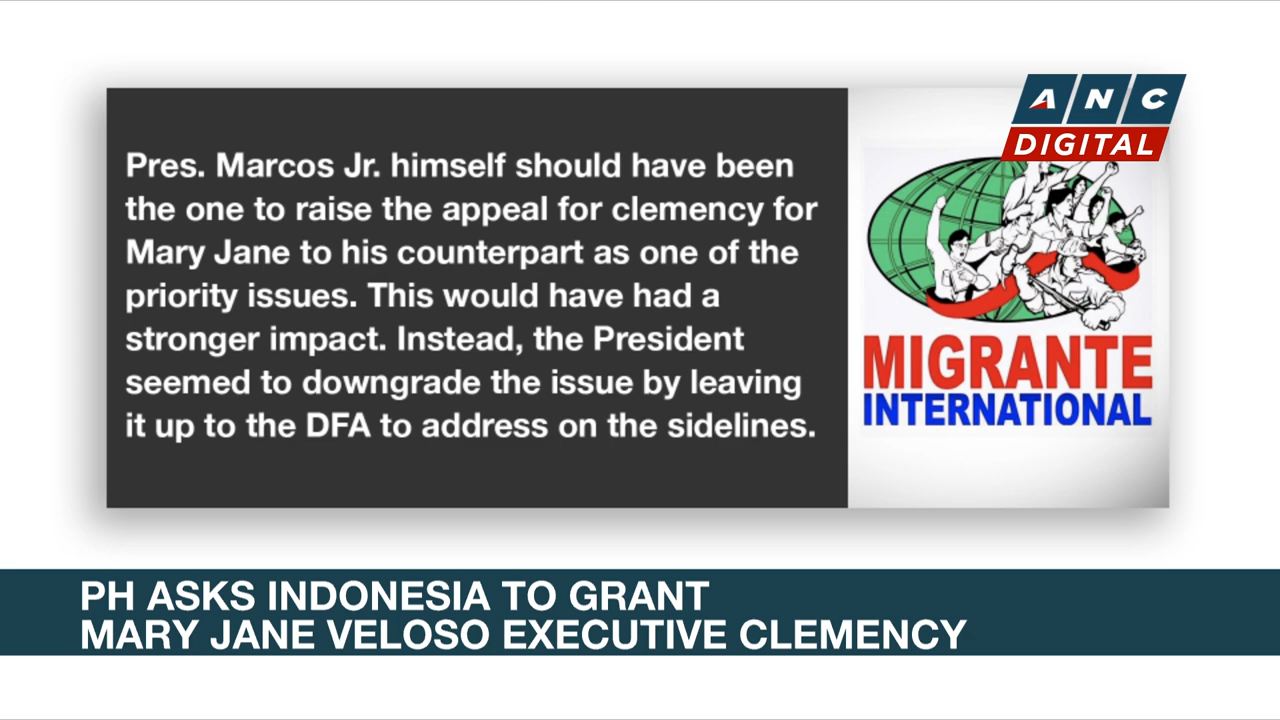 ANC
DIGITAL
Pres. Marcos Jr. himself should have been
the one to raise the appeal for clemency for
Mary Jane to his counterpart as one of the
priority issues. This would have had a
stronger impact. Instead, the President
seemed to downgrade the issue by leaving
it up to the DFA to address on the sidelines.
MIGRANTE
INTERNATIONAL
PH ASKS INDONESIA TO GRANT
MARY JANE VELOSO EXECUTIVE CLEMENCY